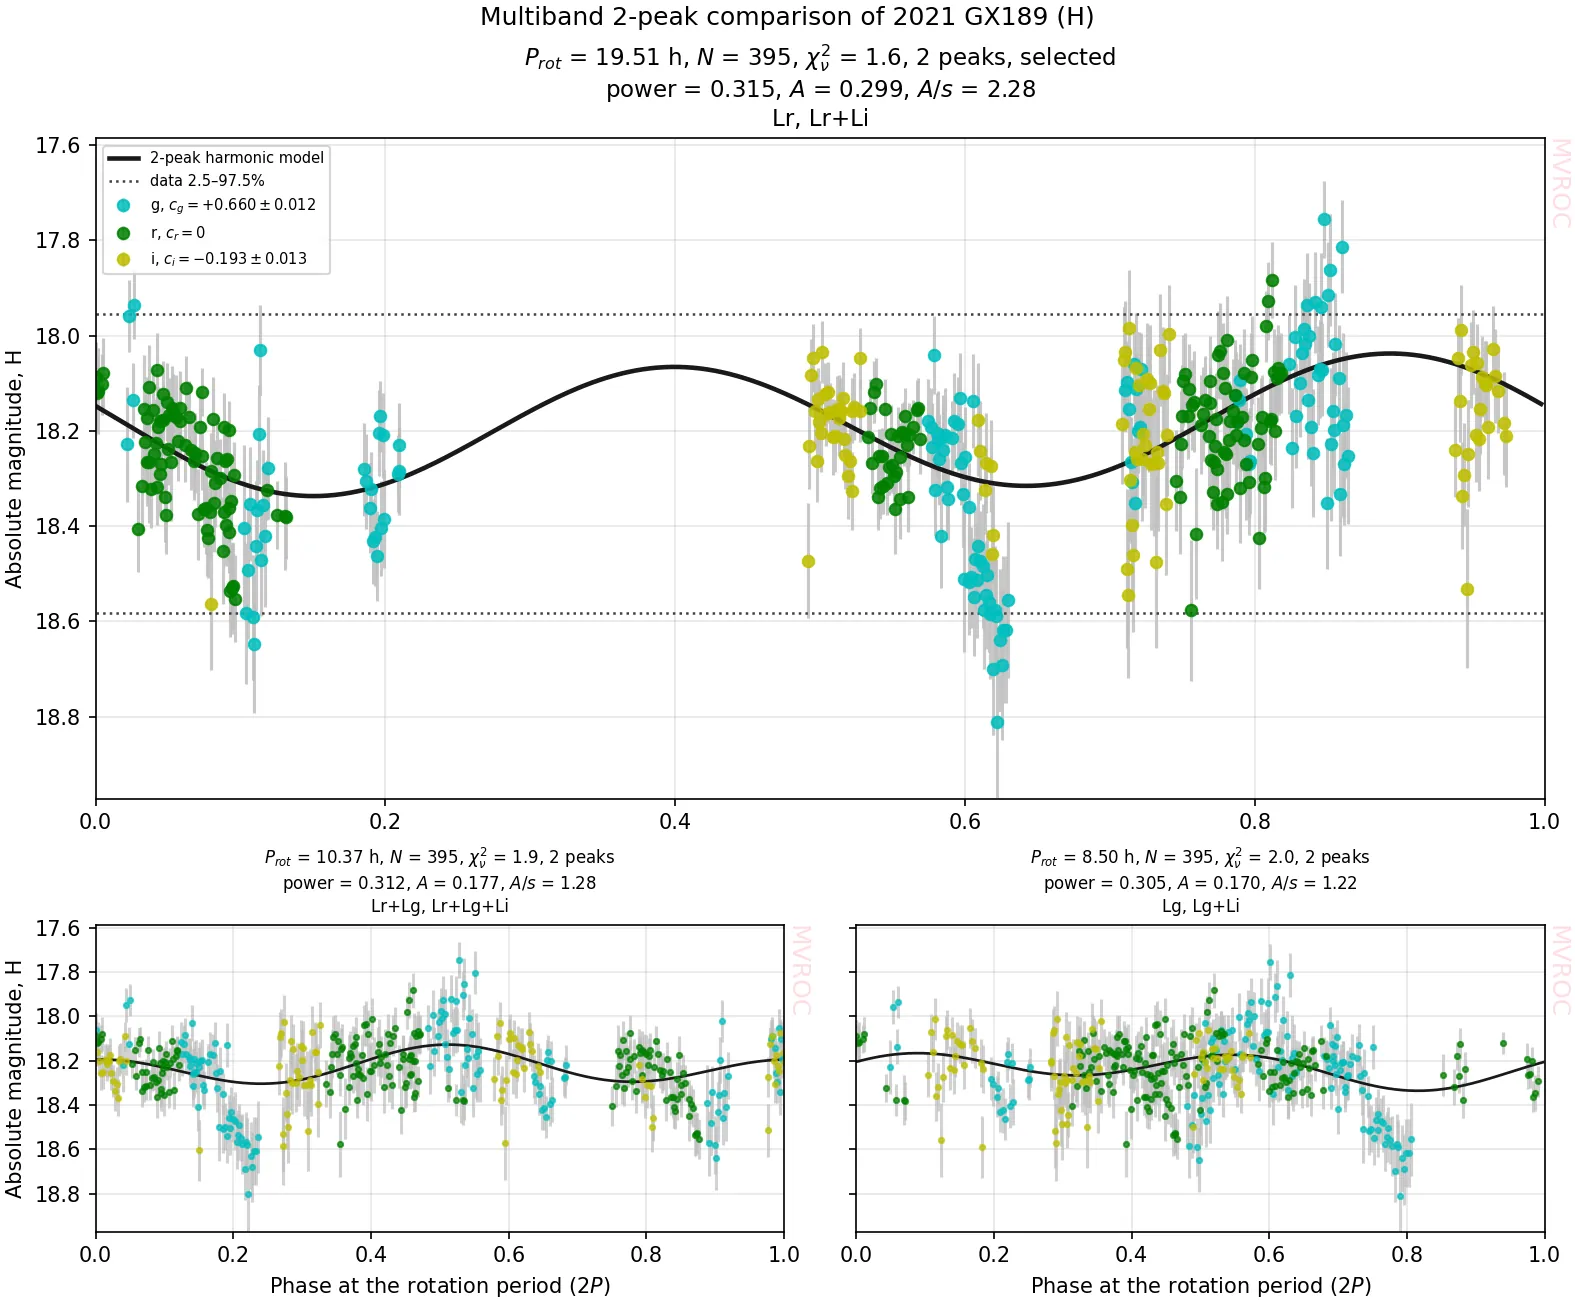 Multiband 2-peak comparison of 2021 GX189 (H)
P_rot = 19.51 h, N = 395, χ²_ν = 1.6, 2 peaks, selected
power = 0.315, A = 0.299, A/s = 2.28
Lr, Lr+Li
2-peak harmonic model
data 2.5–97.5%
g, c_g = +0.660 ± 0.012
r, c_r = 0
i, c_i = −0.193 ± 0.013
MVROC
Absolute magnitude, H
17.6
17.8
18.0
18.2
18.4
18.6
18.8
0.0 0.2 0.4 0.6 0.8 1.0
P_rot = 10.37 h, N = 395, χ²_ν = 1.9, 2 peaks
power = 0.312, A = 0.177, A/s = 1.28
Lr+Lg, Lr+Lg+Li
MVROC
Absolute magnitude, H
17.6
17.8
18.0
18.2
18.4
18.6
18.8
0.0 0.2 0.4 0.6 0.8 1.0
Phase at the rotation period (2P)
P_rot = 8.50 h, N = 395, χ²_ν = 2.0, 2 peaks
power = 0.305, A = 0.170, A/s = 1.22
Lg, Lg+Li
MVROC
0.0 0.2 0.4 0.6 0.8 1.0
Phase at the rotation period (2P)